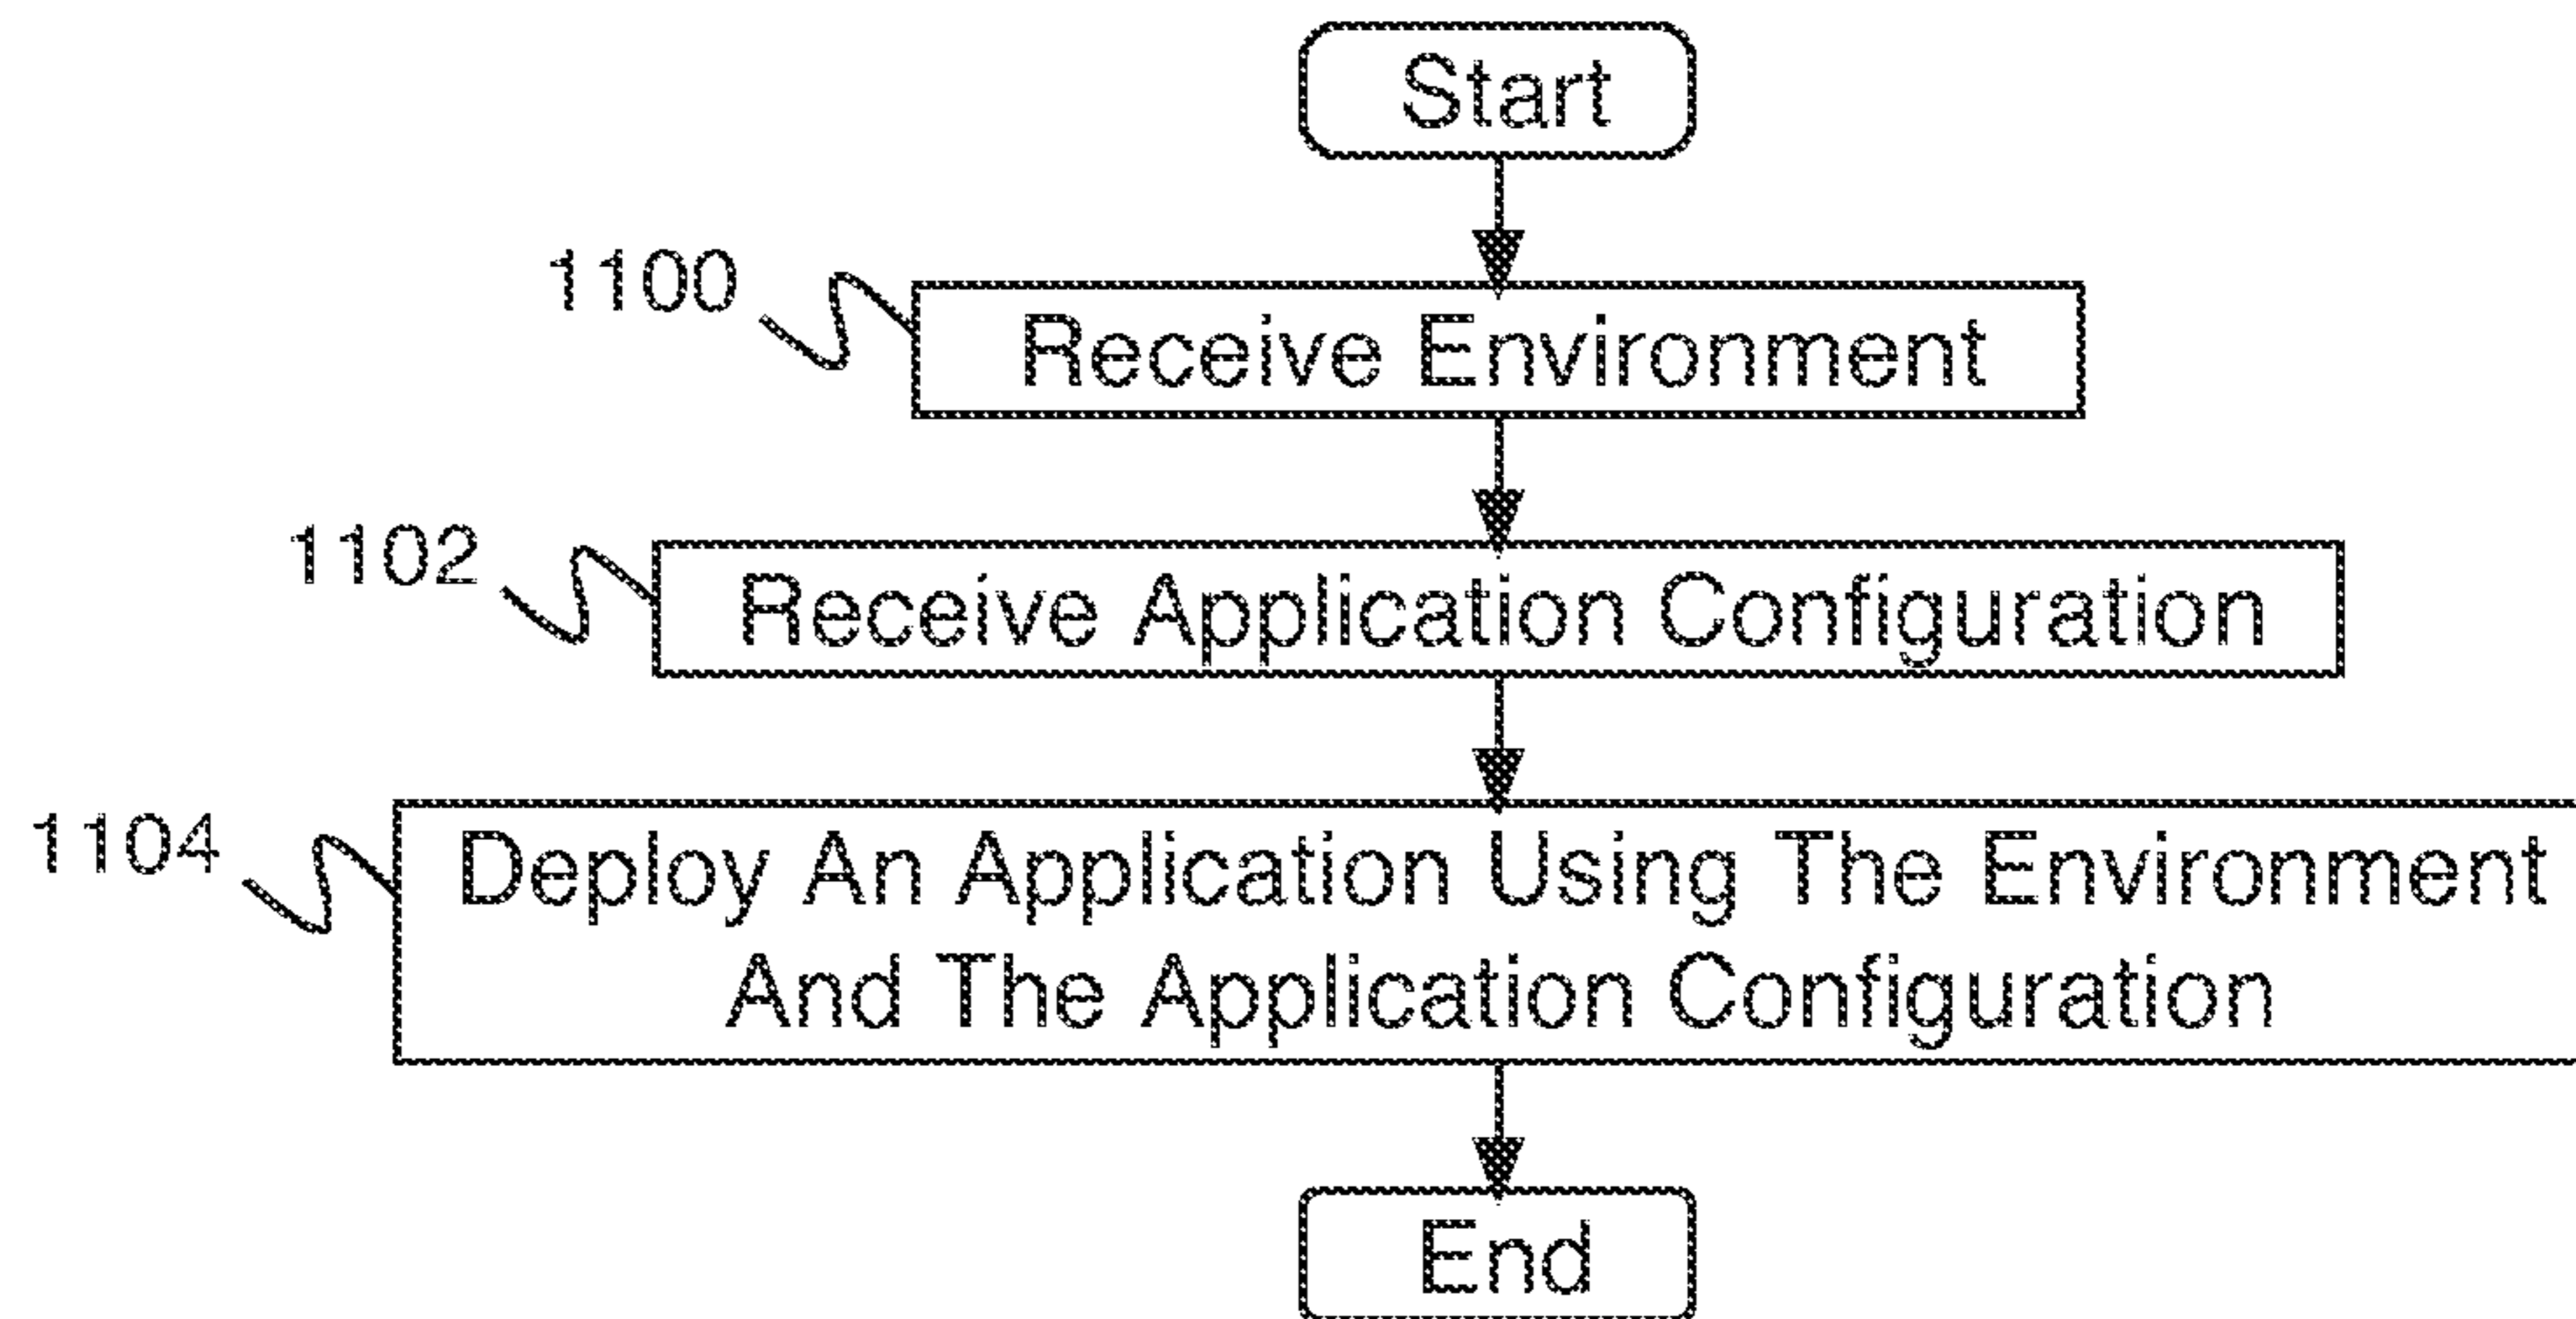 Start
1100
Receive Environment
1102
Receive Application Configuration
1104
Deploy An Application Using The Environment
And The Application Configuration
End